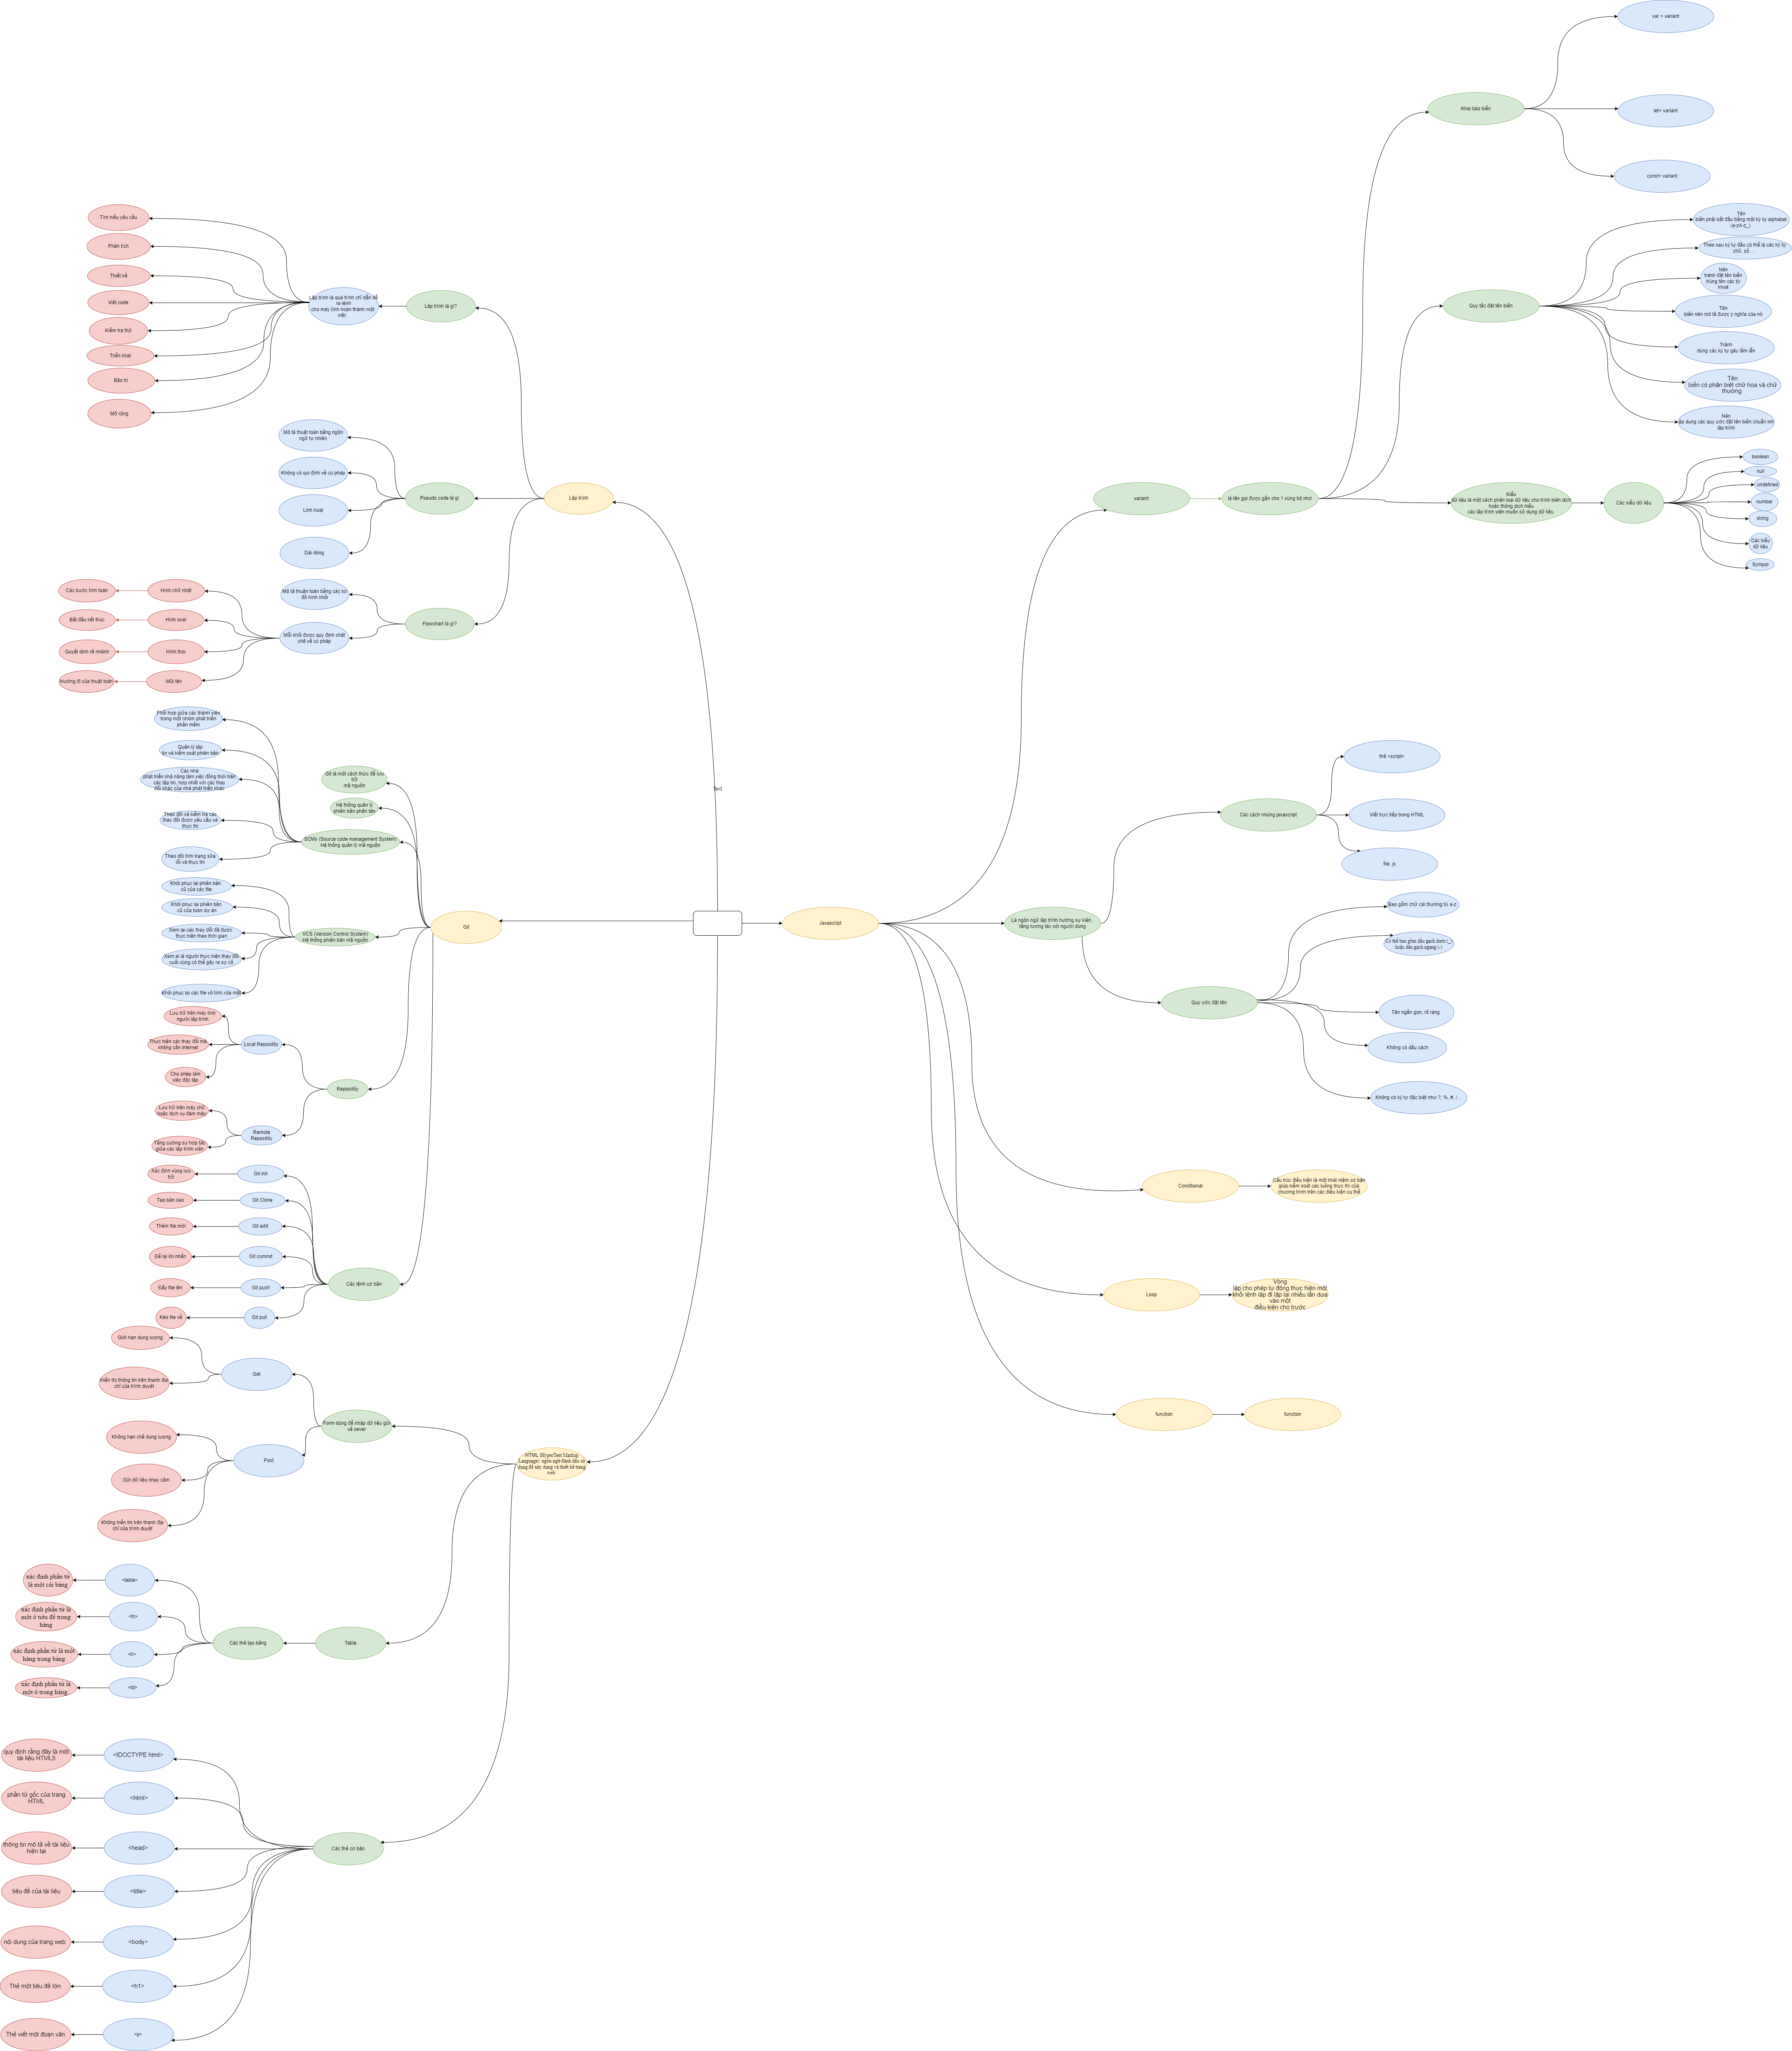 Text
Lập trình
Lập trình là gì?
Lập trình là quá trình chỉ dẫn để
ra lệnh
cho máy tính hoàn thành một
việc
Tìm hiểu yêu cầu
Phân tích
Thiết kế
Viết code
Kiểm tra thử
Triển khai
Bảo trì
Mở rộng
Pseudo code là gì
Mô tả thuật toán bằng ngôn
ngữ tự nhiên
Không có qui định về cú pháp
Linh hoạt
Dài dòng
Flowchart là gì?
Mô tả thuận toán bằng các sơ
đồ hình khối
Mỗi khối được quy định chặt
chẽ về cú pháp
Hình chữ nhật
Các bước tính toán
Hình oval
Bắt đầu kết thúc
Hình thoi
Quyết định rẽ nhánh
Mũi tên
Hướng đi của thuật toán
Git
Git là một cách thức để lưu
trữ
mã nguồn
Hệ thống quản lý
phiên bản phân tán
SCMs (Source code management System)
Hệ thống quản lý mã nguồn
Phối hợp giữa các thành viên
trong một nhóm phát triển
phần mềm
Quản lý tệp
tin và kiểm soát phiên bản
Các nhà
phát triển khả năng làm việc đồng thời trên
các tệp tin, hợp nhất với các thay
đổi khác của nhà phát triển khác
Theo dõi và kiểm tra các
thay đổi được yêu cầu và
thực thi
Theo dõi tình trạng sửa
lỗi và thực thi
VCS (Version Control System)
Hệ thống phiên bản mã nguồn
Khôi phục lại phiên bản
cũ của các file
Khôi phục lại phiên bản
cũ của toàn dự án
Xem lại các thay đổi đã được
thực hiện theo thời gian
Xem ai là người thực hiện thay đổi
cuối cùng có thể gây ra sự cố
Khôi phục lại các file vô tình xóa mất
Repositỏy
Local Repositỏy
Lưu trữ trên máy tính
người lập trình
Thực hiện các thay đổi mà
không cần internet
Cho phép làm
việc độc lập
Remote
Repositỏy
Lưu trữ trên máy chủ
hoặc dịch vụ đám mây
Tăng cường sự hợp tác
giữa các lập trình viên
Các lệnh cơ bản
Git init
Xác định vùng lưu
trữ
Git Clone
Tạo bản sao
Git add
Thêm file mới
Git commit
Để lại lời nhắn
Git push
Đẩy file lên
Git pull
Kéo file về
HTML (HyperText Markup
Language) ngôn ngữ đánh dấu sử
dụng để xây dựng và thiết kế trang
web
Form dùng để nhập dữ liệu gửi
về sever
Get
Giới hạn dung lượng
Hiển thị thông tin trên thanh địa
chỉ của trình duyệt
Post
Không hạn chế dung lượng
Gửi dữ liệu nhạy cảm
Không hiển thị trên thanh địa
chỉ của trình duyệt
Table
Các thẻ tạo bảng
<table>
xác định phần tử
là một cái bảng
<th>
xác định phần tử là
một ô tiêu đề trong
hàng
<tr>
xác định phần tử là một
hàng trong bảng
<td>
xác định phần tử là
một ô trong hàng
Các thẻ cơ bản
<!DOCTYPE html>
quy định rằng đây là một
tài liệu HTML5
<html>
phần tử gốc của trang
HTML
<head>
thông tin mô tả về tài liệu
hiện tại
<title>
tiêu đề của tài liệu
<body>
nội dung của trang web
<h1>
Thẻ một tiêu đề lớn
<p>
Thẻ viết một đoạn văn
Javascript
variant
là tên gọi được gắn cho 1 vùng bộ nhớ
Khai báo biến
var + variant
let+ variant
const+ variant
Quy tắc đặt tên biến
Tên
biến phải bắt đầu bằng một ký tự alphabet
(a-zA-z_)
Theo sau ký tự đầu có thể là các ký tự
chữ, số ...
Nên
tránh đặt tên biến
trùng tên các từ
khoá
Tên
biến nên mô tả được ý nghĩa của nó
Tránh
dùng các ký tự gây lầm lẫn
Tên
biến có phân biệt chữ hoa và chữ
thường
Nên
áp dụng các quy ước đặt tên biến chuẩn khi
lập trình
Kiểu
dữ liệu là một cách phân loại dữ liệu cho trình biên dịch
hoặc thông dịch hiểu
các lập trình viên muốn sử dụng dữ liệu
Các kiểu dữ liệu
boolean
null
undefined
number
string
Các kiểu
dữ liệu
Sympol
Là ngôn ngữ lập trình hướng sự kiện,
tăng tương tác với người dùng
Các cách nhúng javascript
thẻ <script>
Viết trực tiếp trong HTML
file .js
Quy ước đặt tên
Bao gồm chữ cái thường từ a-z
Có thể bao gồm dấu gạch dưới (_)
hoặc dấu gạch ngang (-)
Tên ngắn gọn, rõ ràng
Không có dấu cách
Không có ký tự đặc biệt như ?, %, #, /...
Conditional
Cấu trúc điều kiện là một khái niệm cơ bản
giúp kiểm soát các luồng thực thi của
chương trình trên các điều kiện cụ thể
Loop
Vòng
lặp cho phép tự động thực hiện một
khối lệnh lặp đi lặp lại nhiều lần dựa
vào một
điều kiện cho trước
function
function